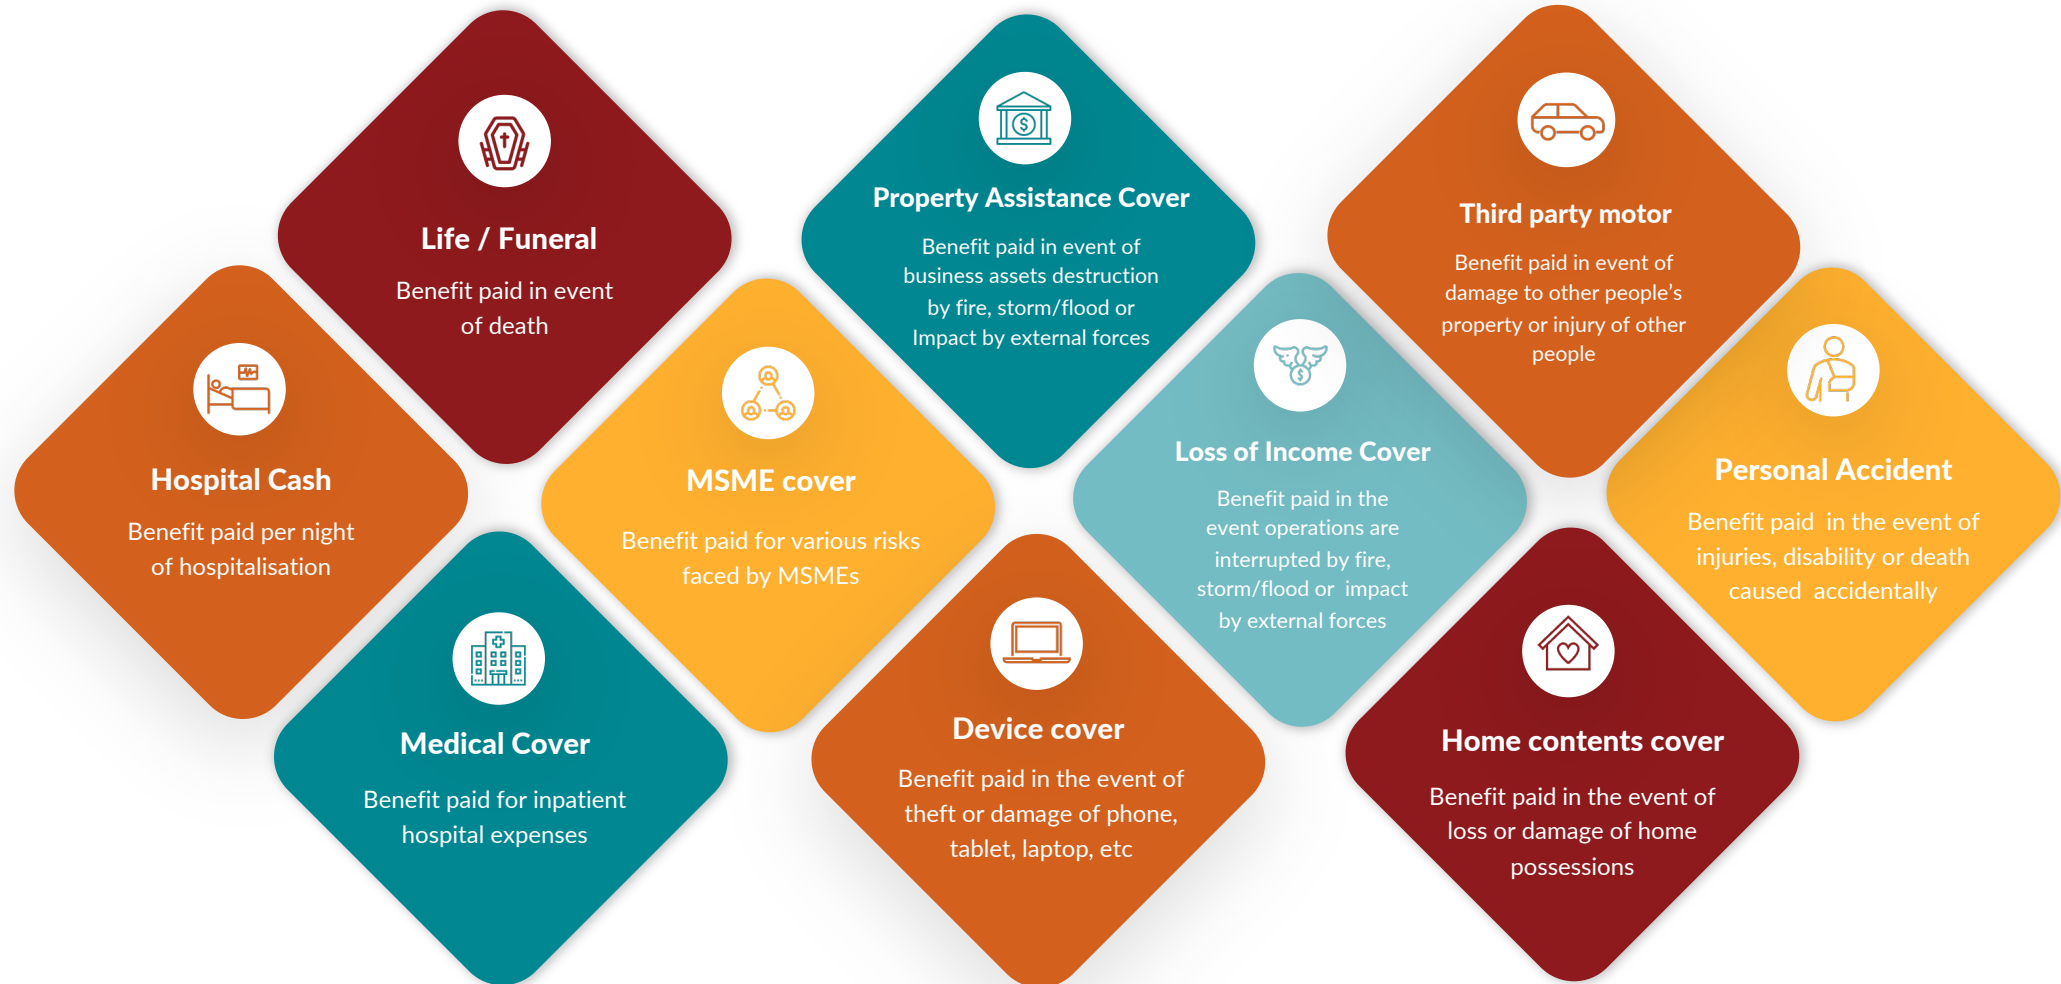 Life / Funeral
Benefit paid in event
of death
Property Assistance Cover
Benefit paid in event of
business assets destruction
by fire, storm/flood or
Impact by external forces
Third party motor
Benefit paid in event of
damage to other people's
property or injury of other
people
Hospital Cash
Benefit paid per night
of hospitalisation
MSME cover
Benefit paid for various risks
faced by MSMEs
Loss of Income Cover
Benefit paid in the
event operations are
interrupted by fire,
storm/flood or impact
by external forces
Personal Accident
Benefit paid in the event of
injuries, disability or death
caused accidentally
Medical Cover
Benefit paid for inpatient
hospital expenses
Device cover
Benefit paid in the event of
theft or damage of phone,
tablet, laptop, etc
Home contents cover
Benefit paid in the event of
loss or damage of home
possessions